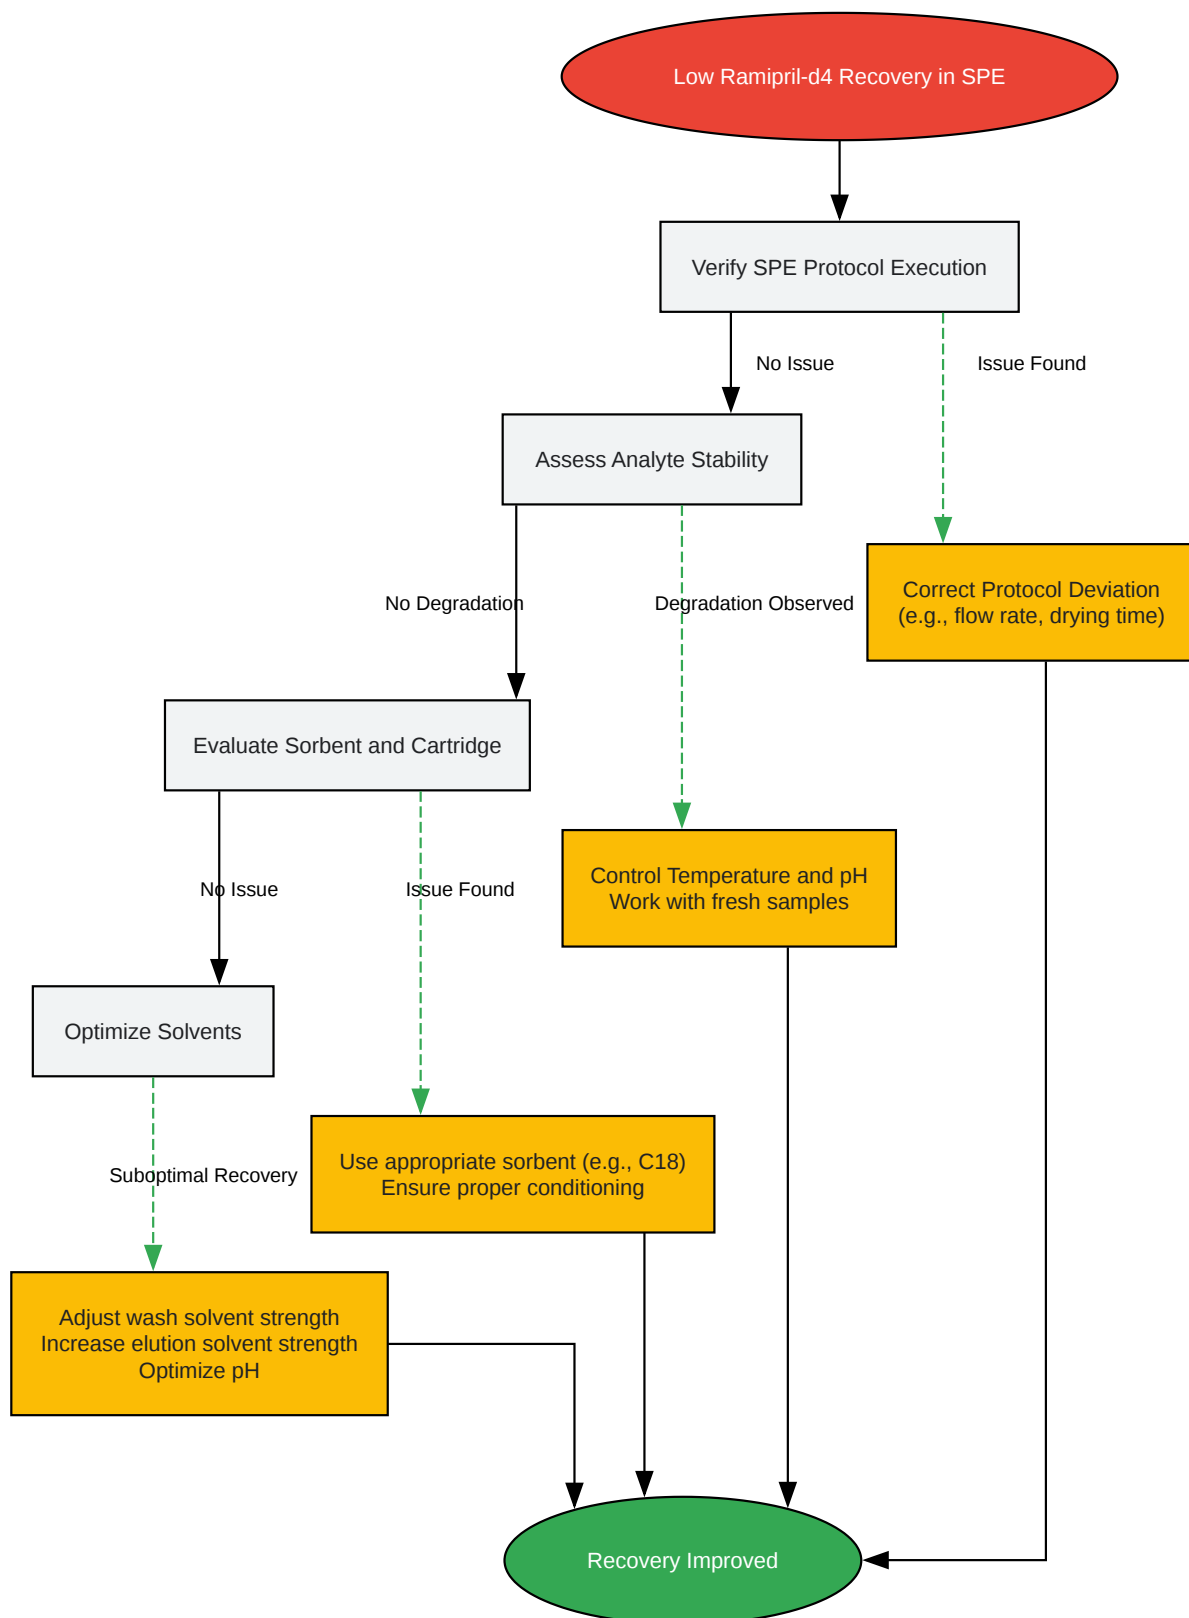 Low Ramipril-d4 Recovery in SPE
Verify SPE Protocol Execution
No Issue
Issue Found
Assess Analyte Stability
Correct Protocol Deviation
(e.g., flow rate, drying time)
No Degradation
Degradation Observed
Evaluate Sorbent and Cartridge
Control Temperature and pH
Work with fresh samples
No Issue
Issue Found
Optimize Solvents
Use appropriate sorbent (e.g., C18)
Ensure proper conditioning
Suboptimal Recovery
Adjust wash solvent strength
Increase elution solvent strength
Optimize pH
Recovery Improved